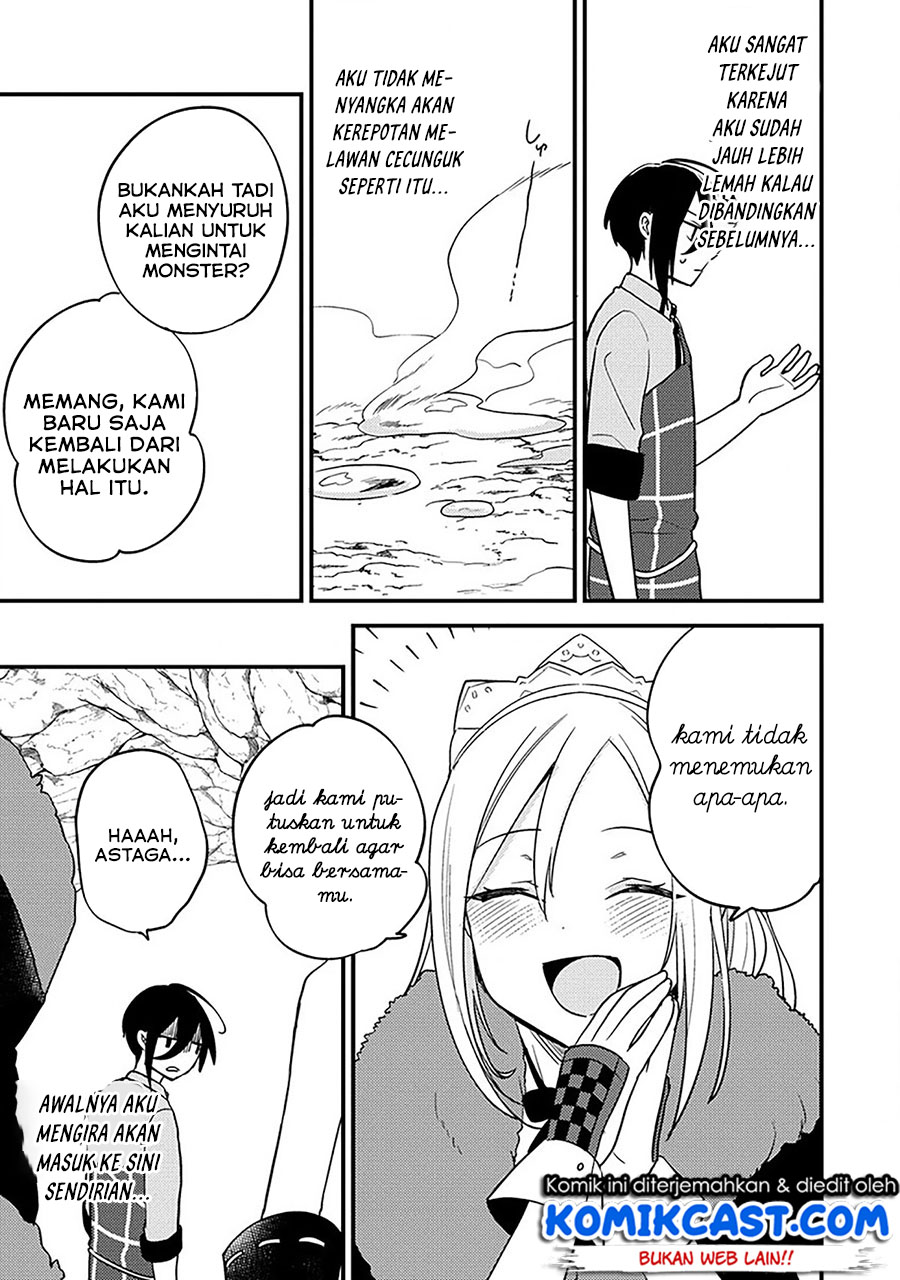 AKU SANGAT
TERKEJUT
KARENA
AKU SUDAH
JAUH LEBIH
LEMAH KALAU
DIBANDINGKAN
SEBELUMNYA...
AKU TIDAK ME-
NYANGKA AKAN
KEREPOTAN ME-
LAWAN CECUNGUK
SEPERTI ITU...
BUKANKAH TADI
AKU MENYURUH
KALIAN UNTUK
MENGINTAI
MONSTER?
MEMANG, KAMI
BARU SAJA
KEMBALI DARI
MELAKUKAN
HAL ITU.
kami tidak
menemukan
apa-apa.
jadi kami pu-
tuskan untuk
kembali agar
bisa bersama-
mu.
HAAAH,
ASTAGA...
AWALNYA AKU
MENGIRA AKAN
MASUK KE SINI
SENDIRIAN...
Komik ini diterjemahkan & diedit oleh
KOMIKCAST.COM
BUKAN WEB LAIN!!